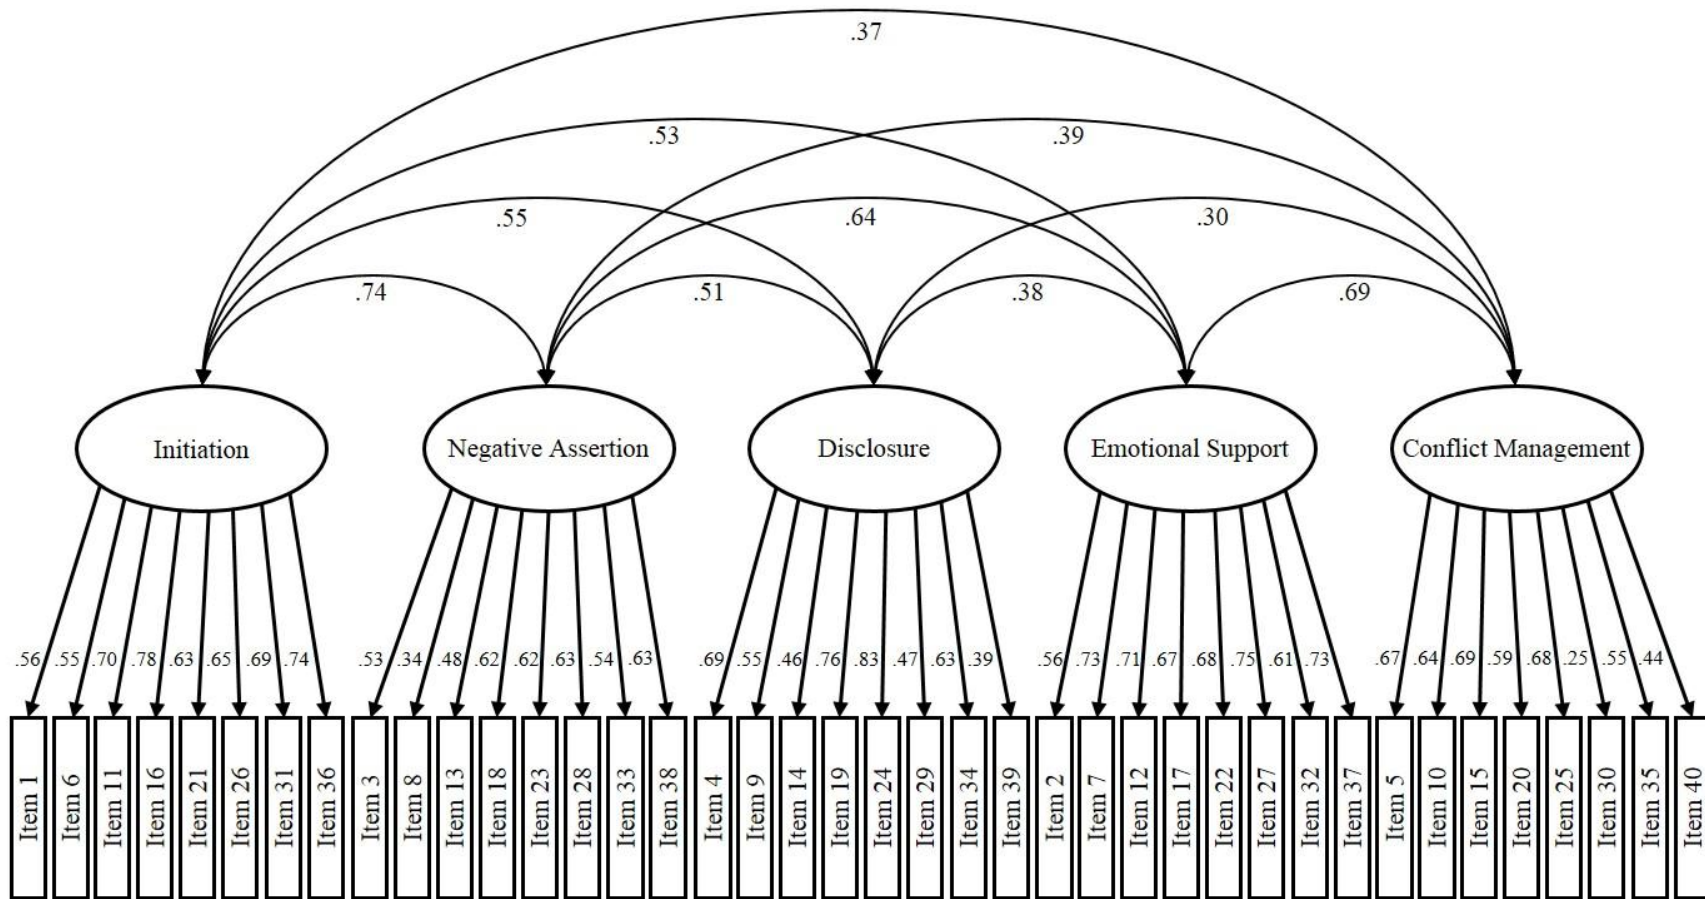 .37
.53 .39
.55 .64 .30
.74 .51 .38 .69
Initiation Negative Assertion Disclosure Emotional Support Conflict Management
.56 .55 .70 .78 .63 .65 .69 .74 .53 .34 .48 .62 .62 .63 .54 .63 .69 .55 .46 .76 .83 .47 .63 .39 .56 .73 .71 .67 .68 .75 .61 .73 .67 .64 .69 .59 .68 .25 .55 .44
Item 1
Item 6
Item 11
Item 16
Item 21
Item 26
Item 31
Item 36
Item 3
Item 8
Item 13
Item 18
Item 23
Item 28
Item 33
Item 38
Item 4
Item 9
Item 14
Item 19
Item 24
Item 29
Item 34
Item 39
Item 2
Item 7
Item 12
Item 17
Item 22
Item 27
Item 32
Item 37
Item 5
Item 10
Item 15
Item 20
Item 25
Item 30
Item 35
Item 40